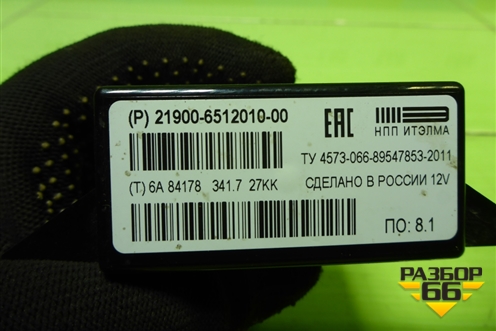 (P) 21900-6512010-00
EAC
НПП ИТЭЛМА
ТУ 4573-066-89547853-2011
(T) 6A 84178 341.7 27KK
СДЕЛАНО В РОССИИ 12V
ПО: 8.1
РАЗБОР
66